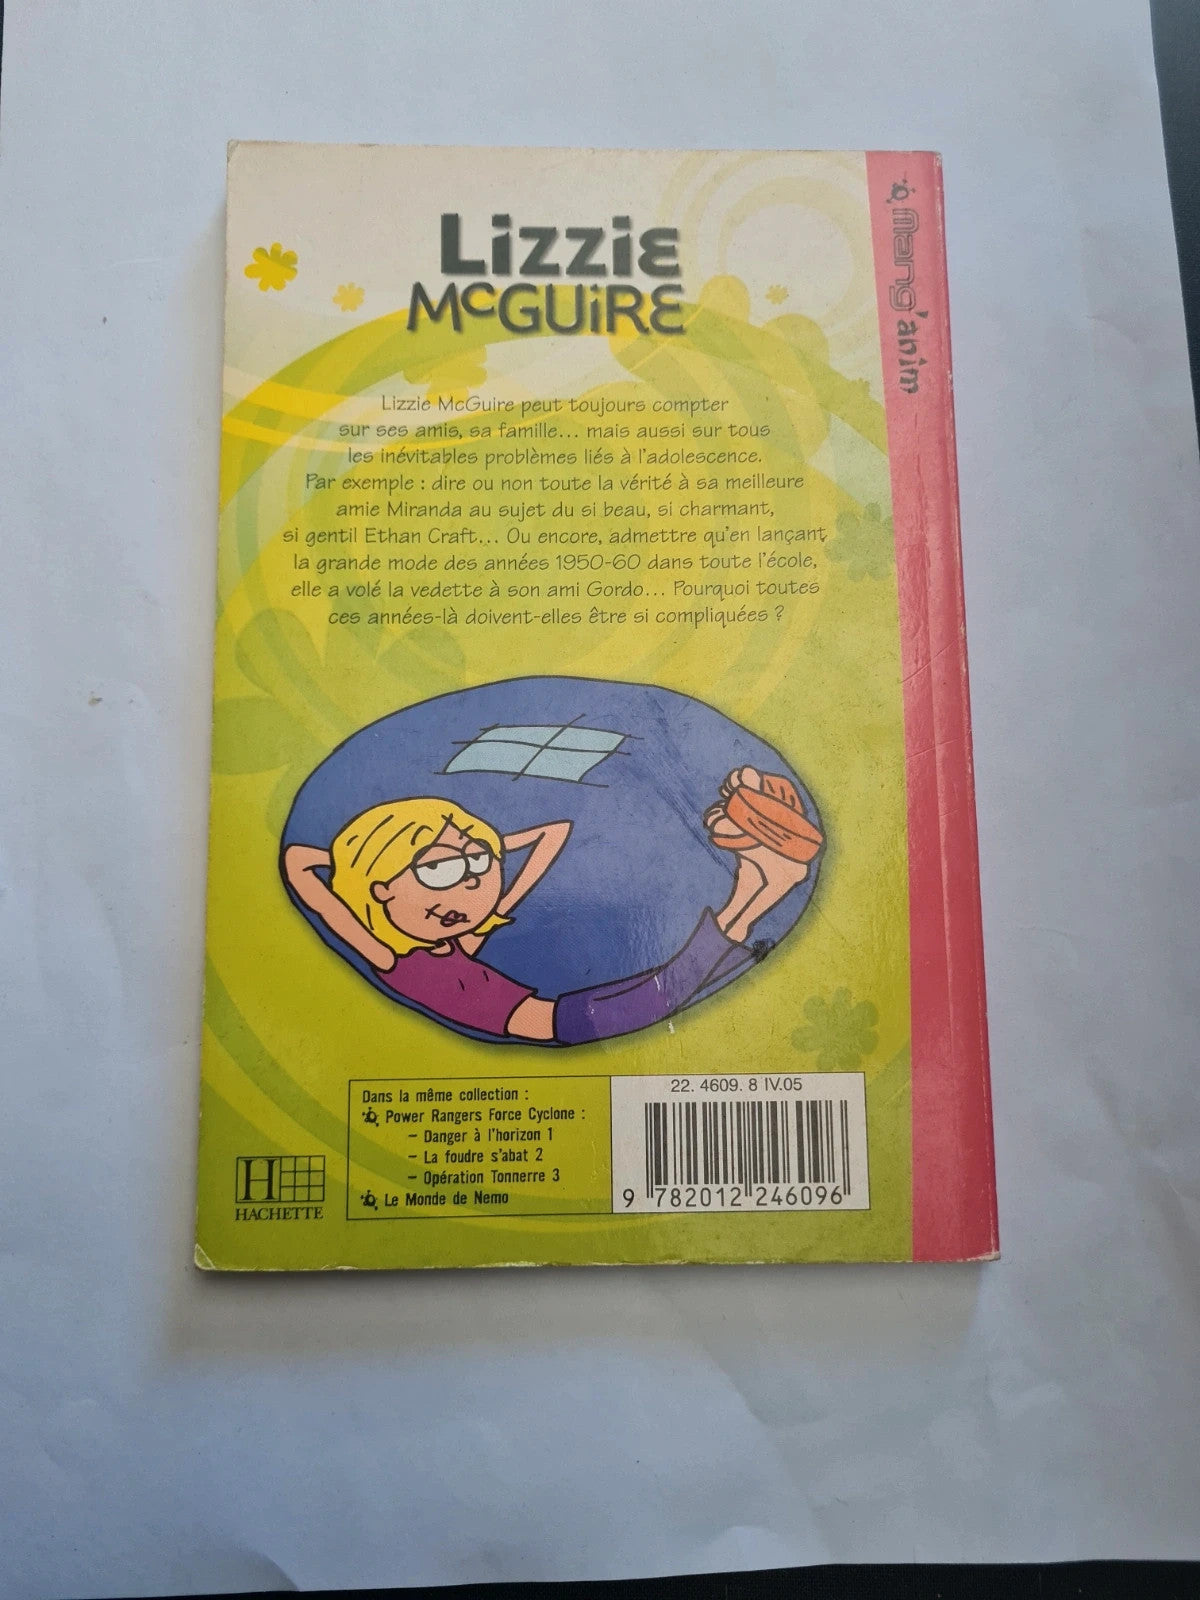 Lizzie
McGuire
Mang'anim
Lizzie McGuire peut toujours compter
sur ses amis, sa famille... mais aussi sur tous
les inévitables problèmes liés à l'adolescence.
Par exemple : dire ou non toute la vérité à sa meilleure
amie Miranda au sujet du si beau, si charmant,
si gentil Ethan Craft... Ou encore, admettre qu'en lançant
la grande mode des années 1950-60 dans toute l'école,
elle a volé la vedette à son ami Gordo... Pourquoi toutes
ces années-là doivent-elles être si compliquées ?
H
HACHETTE
Dans la même collection :
Power Rangers Force Cyclone :
– Danger à l'horizon 1
– La foudre s'abat 2
– Opération Tonnerre 3
Le Monde de Nemo
22. 4609. 8 IV.05
9 782012 246096